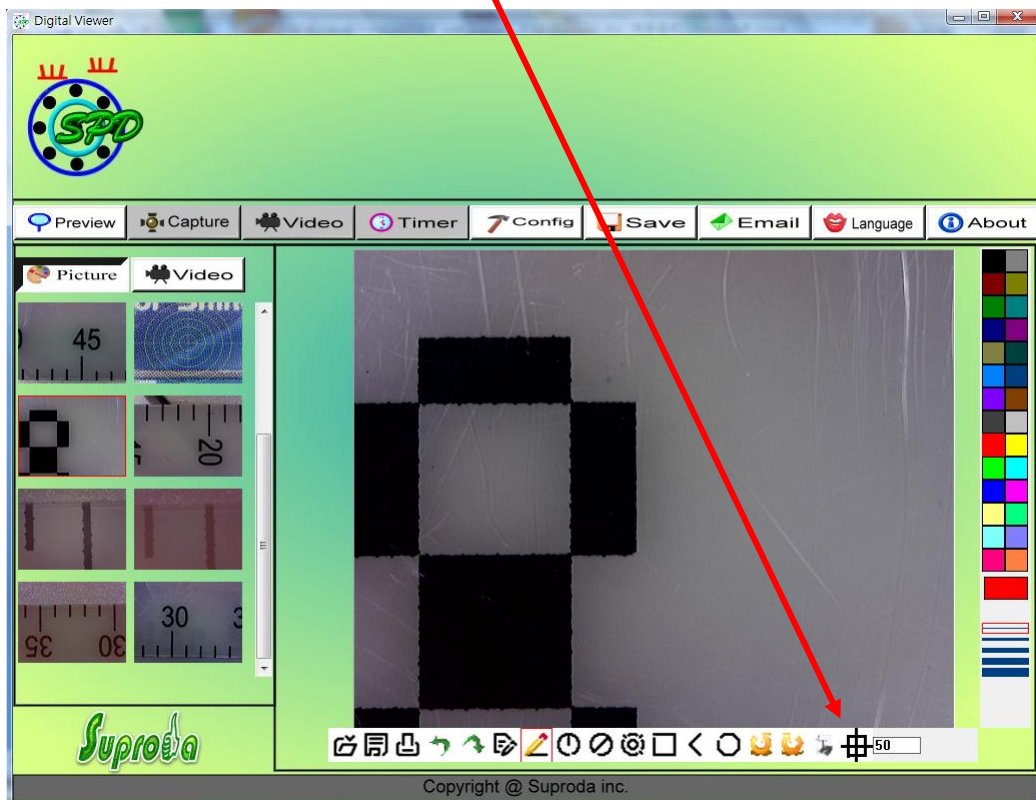 Digital Viewer
SPD
Preview
Capture
Video
Timer
Config
Save
Email
Language
About
Picture
Video
45
20
35
30
30
3
50
Suproda
Copyright @ Suproda inc.